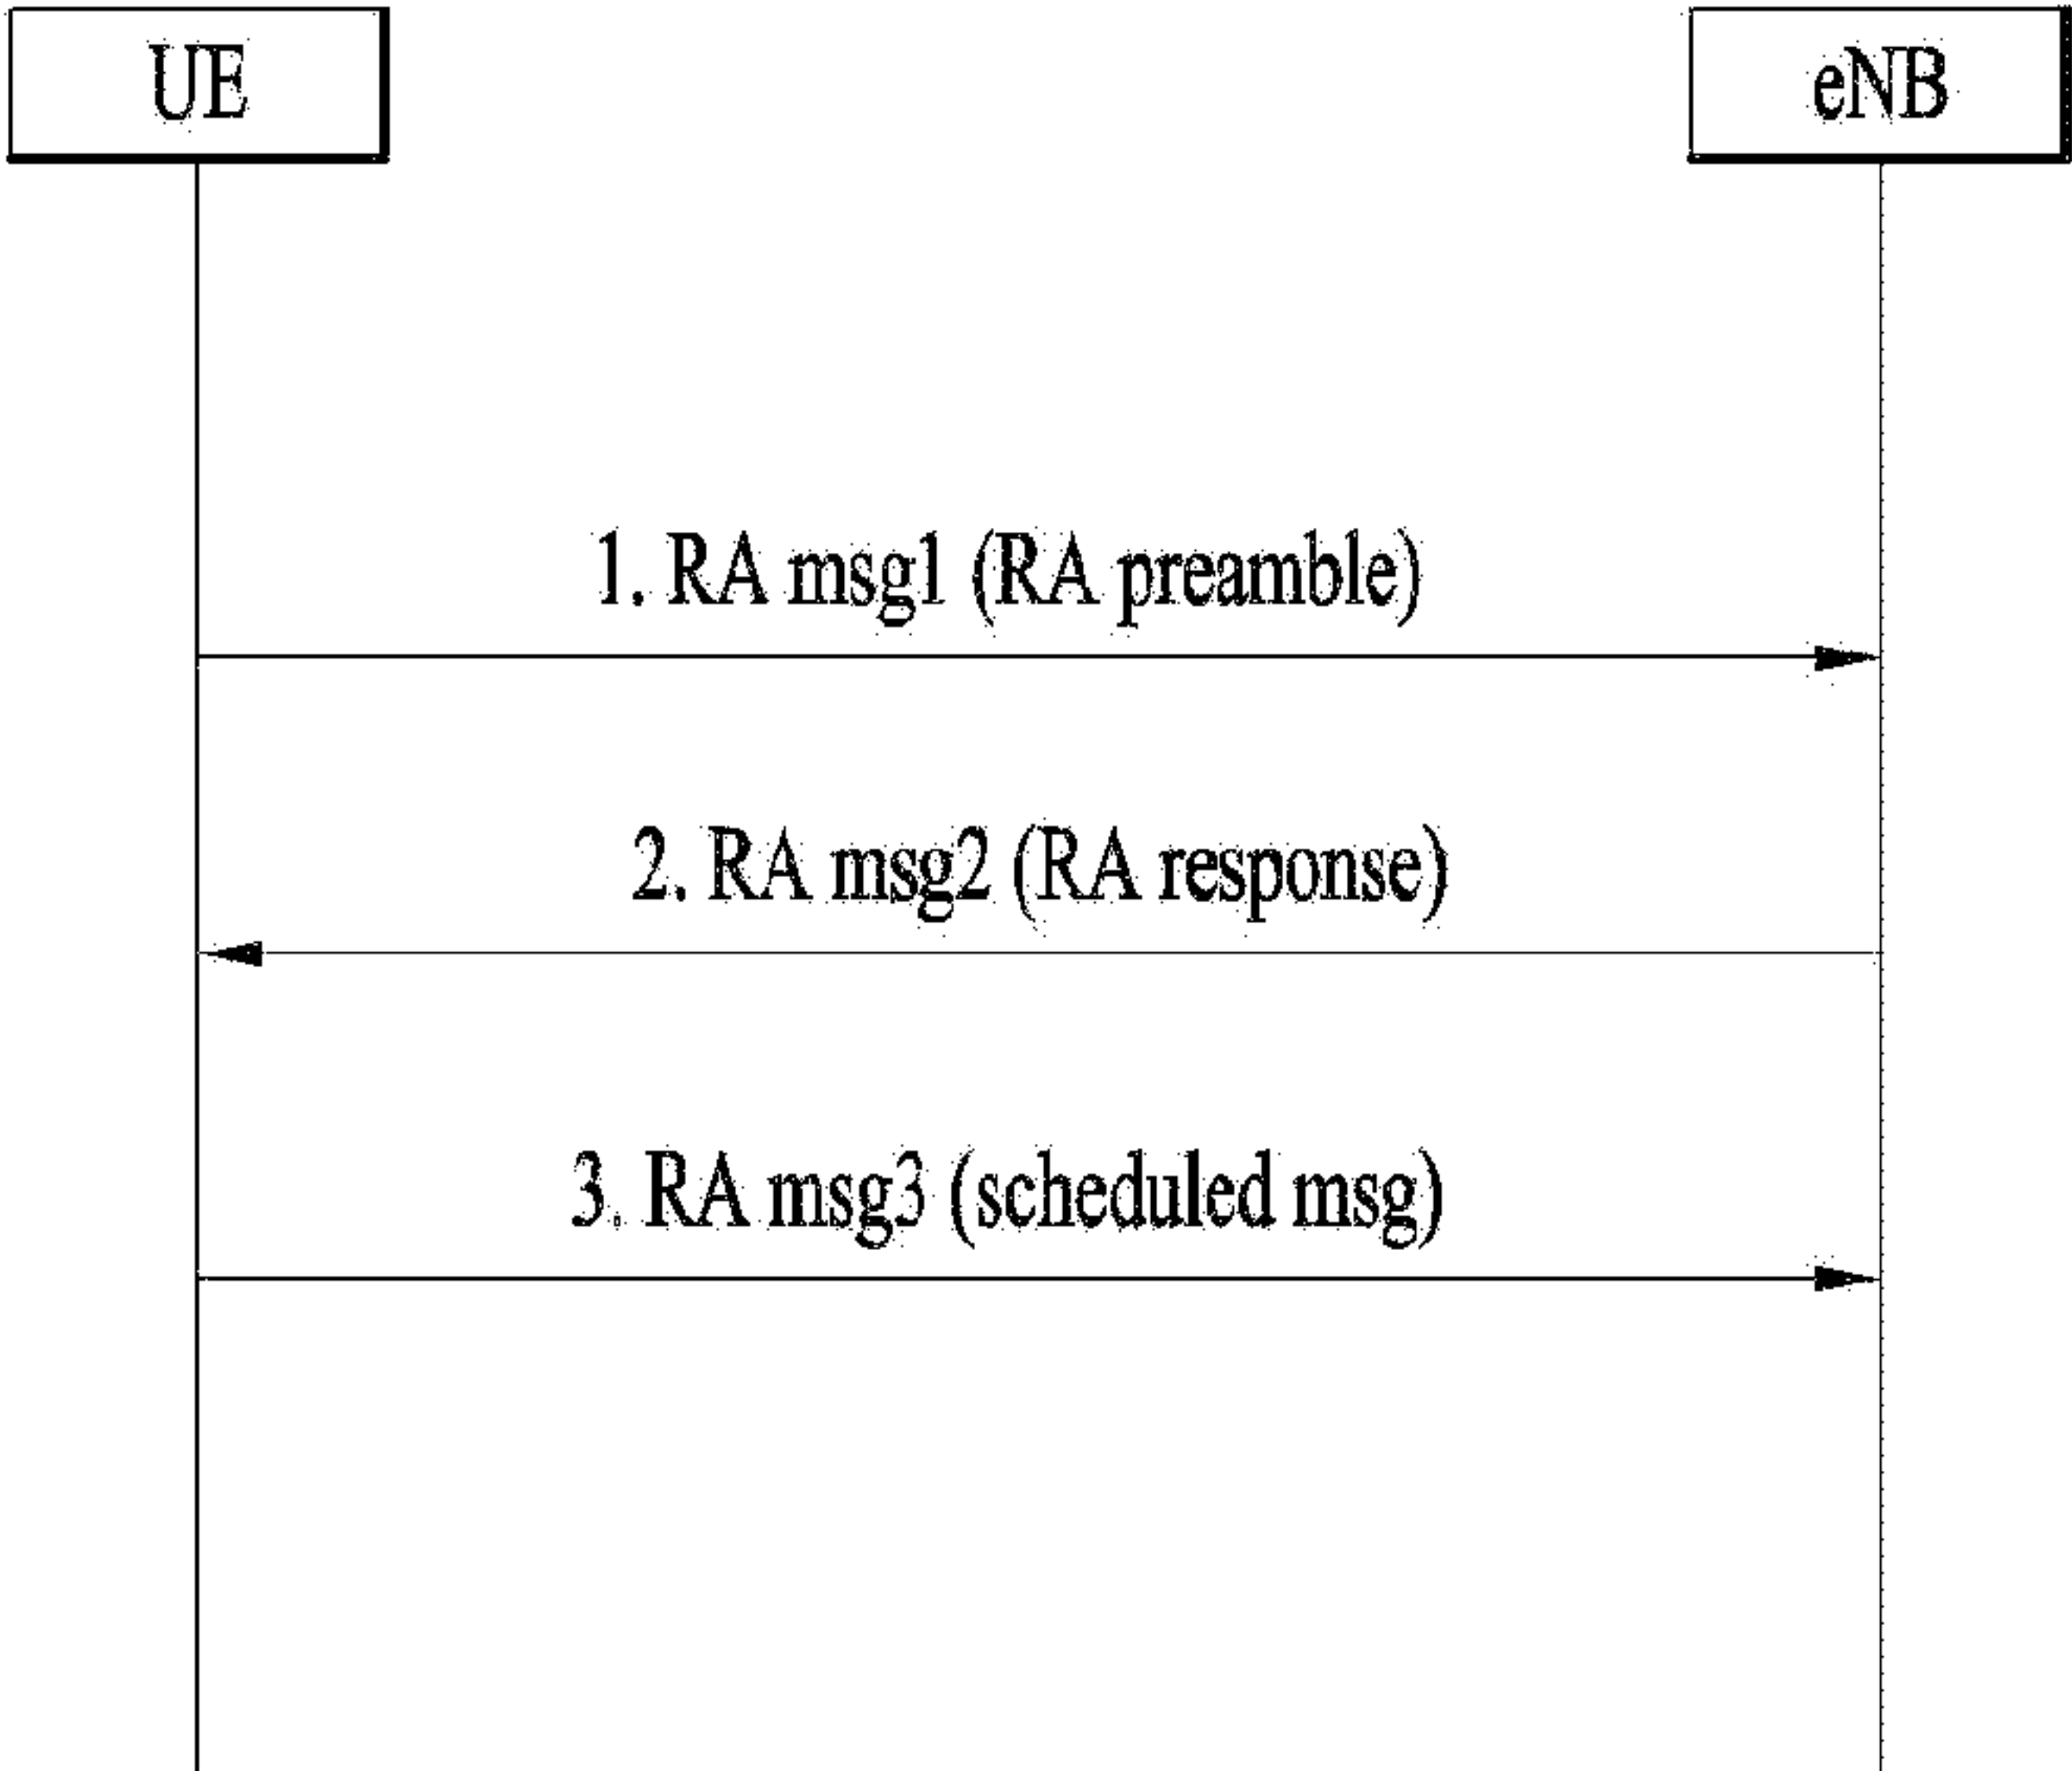 UE
eNB
1. RA msg1 (RA preamble)
2. RA msg2 (RA response)
3. RA msg3 (scheduled msg)